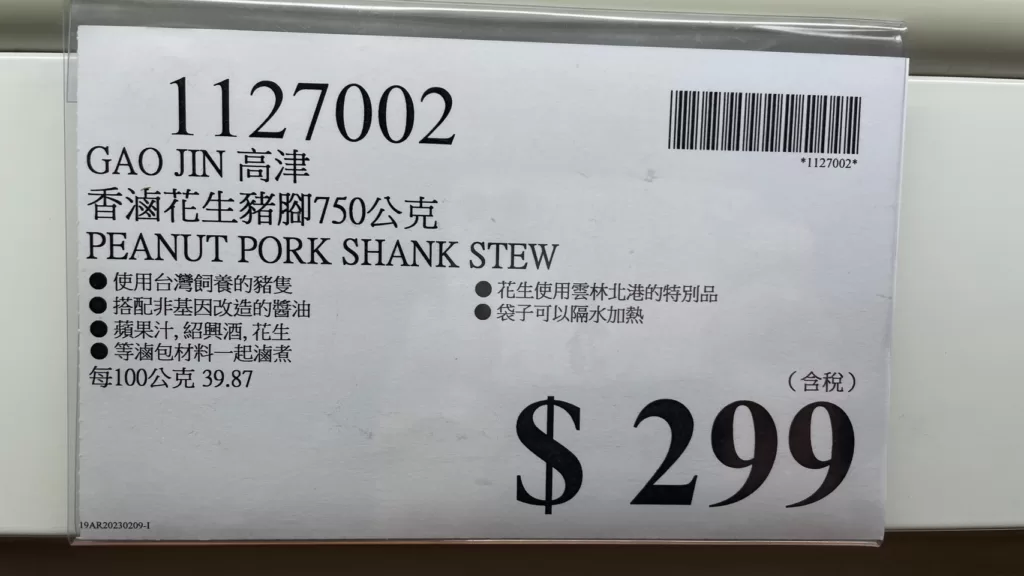 1127002
*1127002*
GAO JIN 高津
香滷花生豬腳750公克
PEANUT PORK SHANK STEW
● 使用台灣飼養的豬隻
● 搭配非基因改造的醬油
● 蘋果汁, 紹興酒, 花生
● 等滷包材料一起滷煮
● 花生使用雲林北港的特別品
● 袋子可以隔水加熱
每100公克 39.87
（含稅）
$ 299
19AR20230209-I